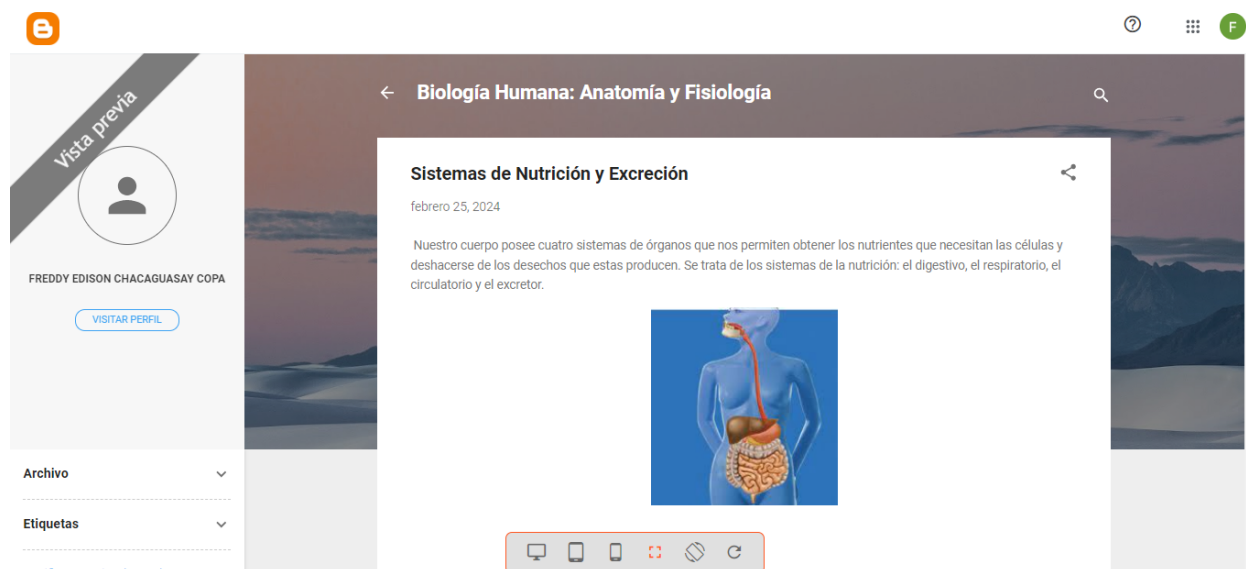 F
Vista previa
Biología Humana: Anatomía y Fisiología
FREDDY EDISON CHACAGUASAY COPA
VISITAR PERFIL
Sistemas de Nutrición y Excreción
febrero 25, 2024
Nuestro cuerpo posee cuatro sistemas de órganos que nos permiten obtener los nutrientes que necesitan las células y
deshacerse de los desechos que estas producen. Se trata de los sistemas de la nutrición: el digestivo, el respiratorio, el
circulatorio y el excretor.
Archivo
Etiquetas